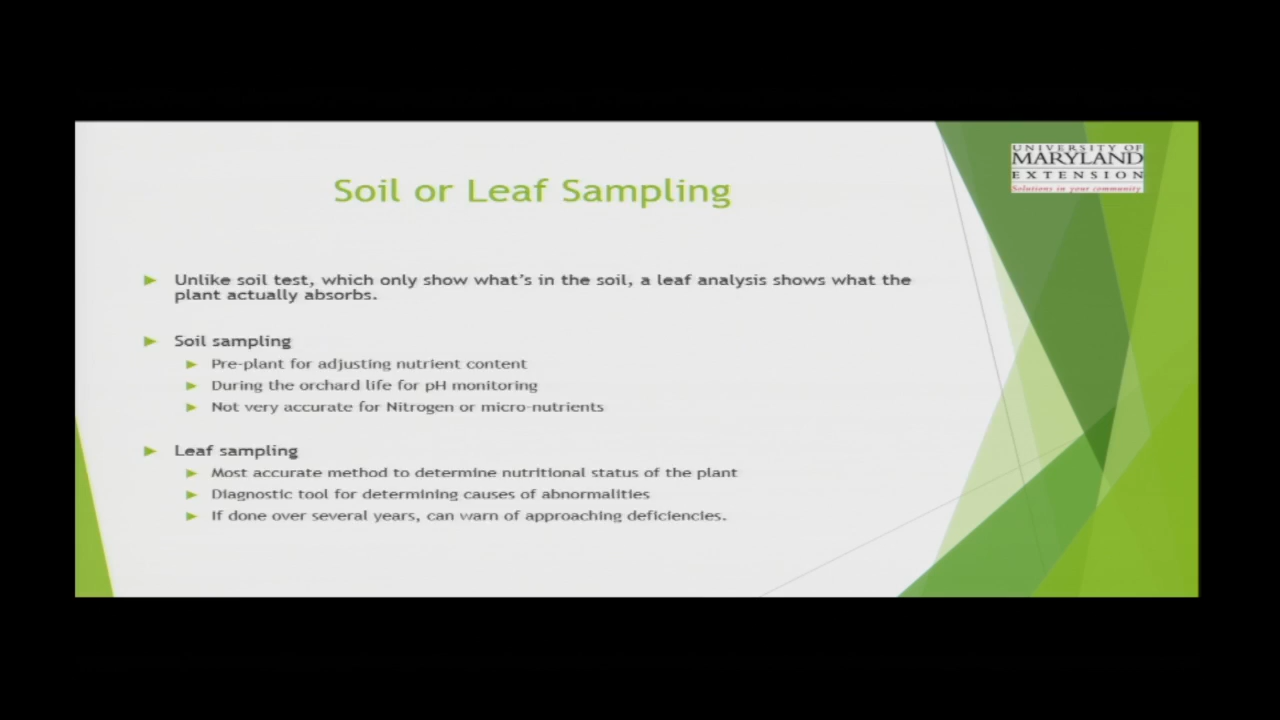 UNIVERSITY OF
MARYLAND
EXTENSION
Solutions in your community
Soil or Leaf Sampling
Unlike soil test, which only show what's in the soil, a leaf analysis shows what the
plant actually absorbs.
Soil sampling
Pre-plant for adjusting nutrient content
During the orchard life for pH monitoring
Not very accurate for Nitrogen or micro-nutrients
Leaf sampling
Most accurate method to determine nutritional status of the plant
Diagnostic tool for determining causes of abnormalities
If done over several years, can warn of approaching deficiencies.